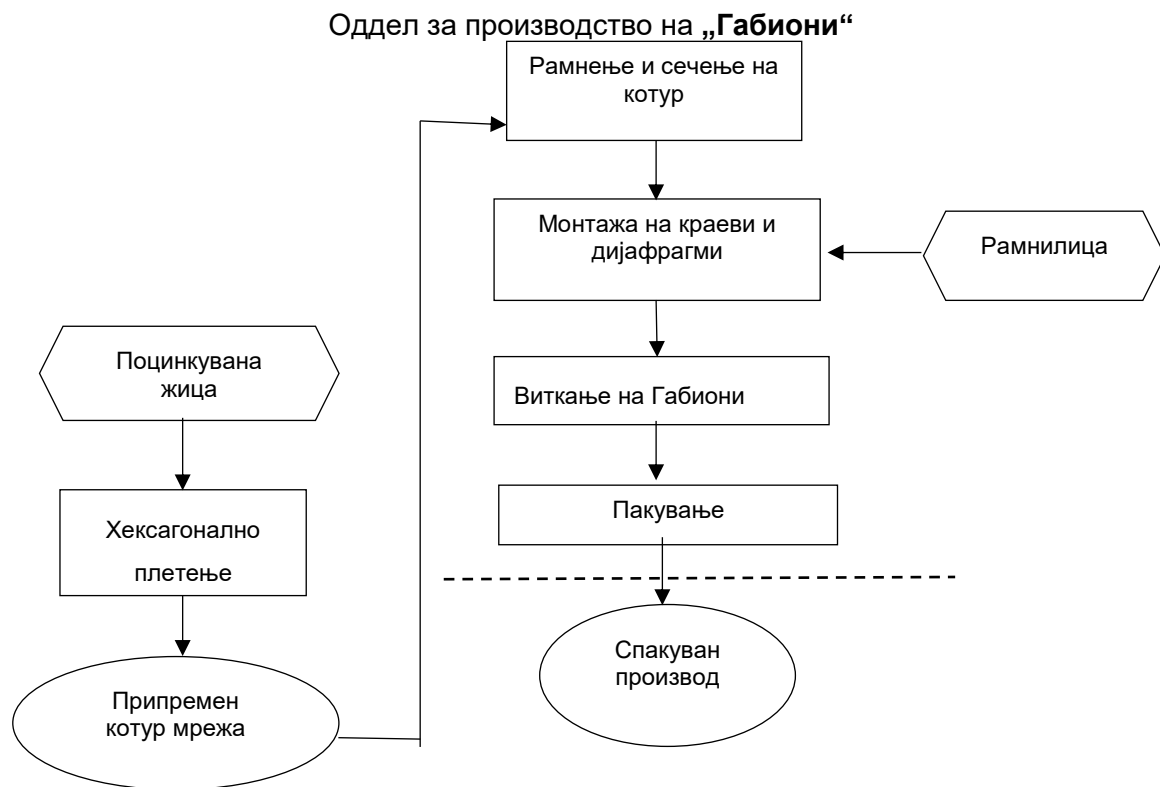 Оддел за производство на „Габиони“
Рамнење и сечење на
котур
Монтажа на краеви и
дијафрагми
Рамнилица
Поцинкувана
жица
Виткање на Габиони
Хексагонално
плетење
Пакување
Припремен
котур мрежа
Спакуван
производ